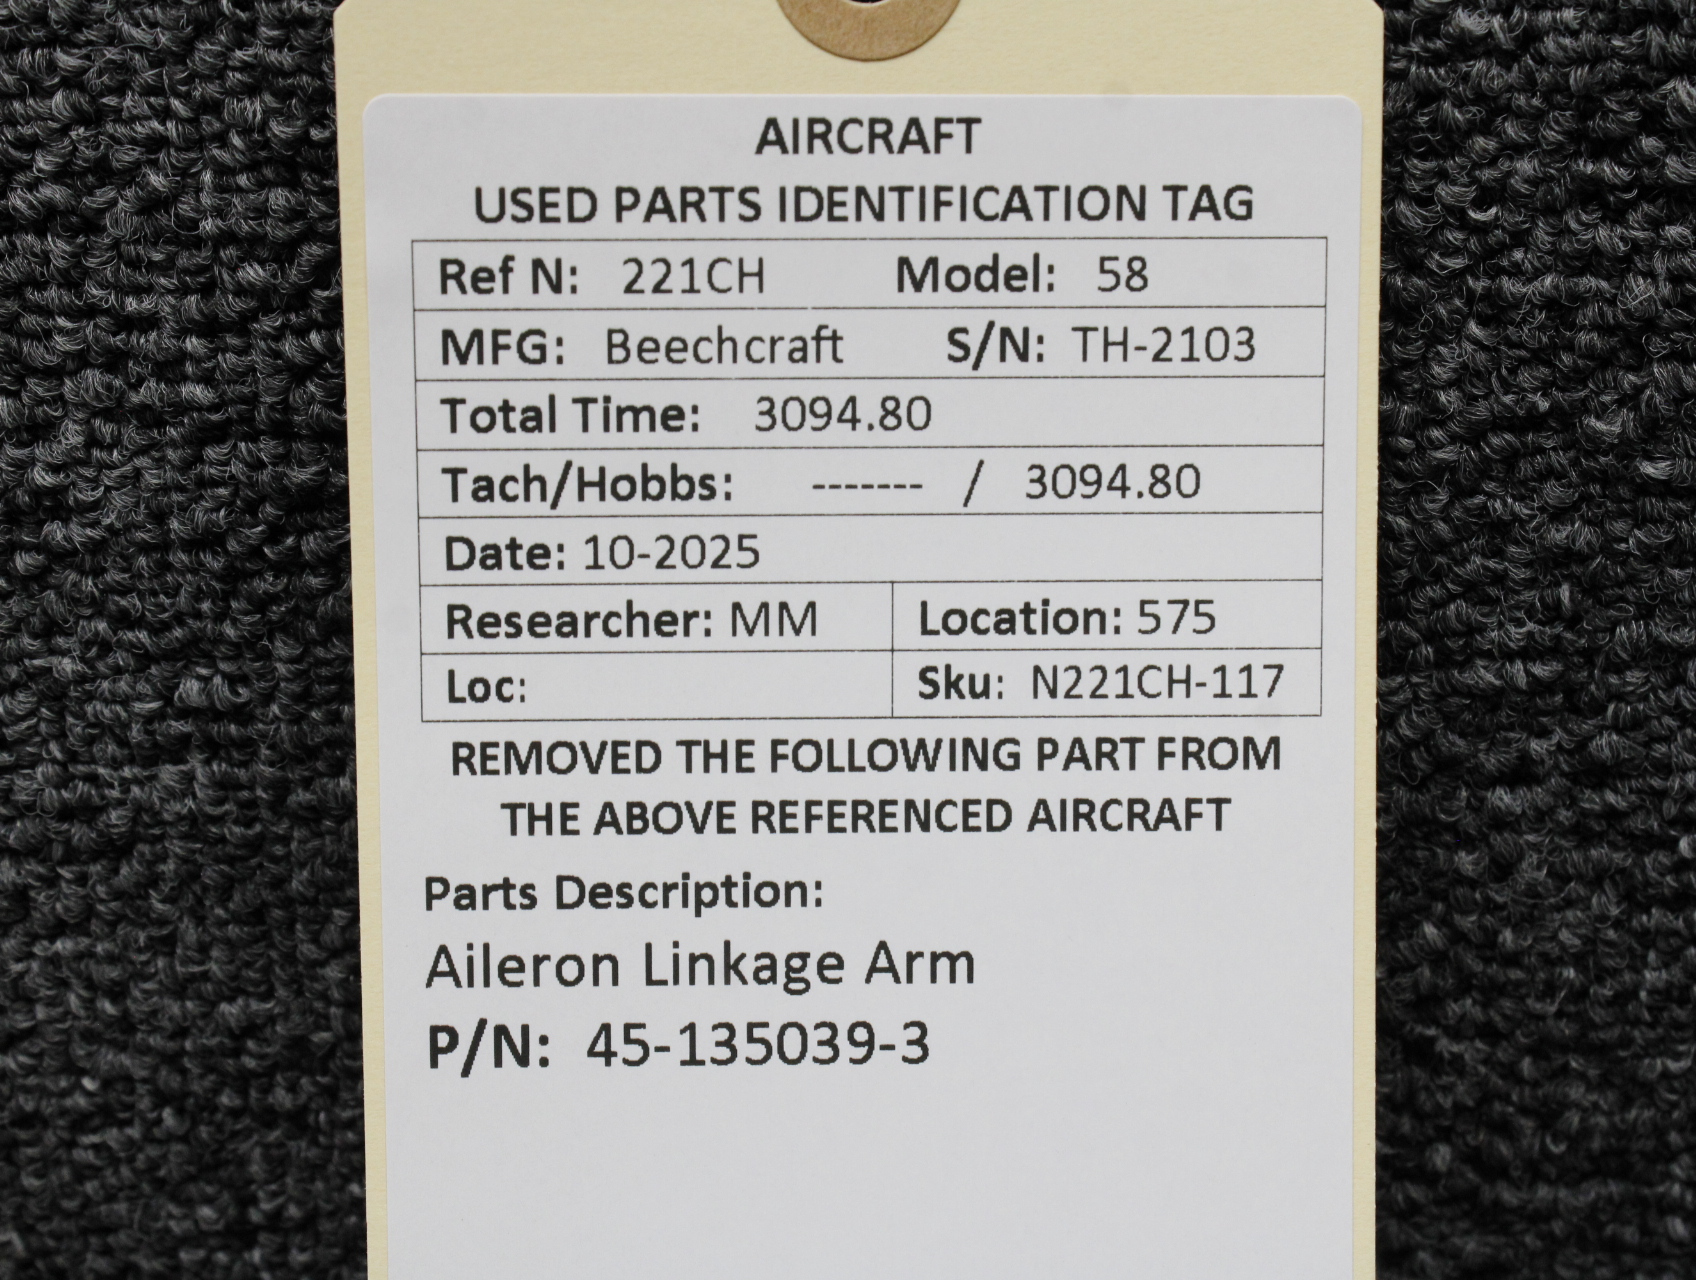 AIRCRAFT
USED PARTS IDENTIFICATION TAG
Ref N: 221CH Model: 58
MFG: Beechcraft S/N: TH-2103
Total Time: 3094.80
Tach/Hobbs: ------- / 3094.80
Date: 10-2025
Researcher: MM Location: 575
Loc: Sku: N221CH-117
REMOVED THE FOLLOWING PART FROM
THE ABOVE REFERENCED AIRCRAFT
Parts Description:
Aileron Linkage Arm
P/N: 45-135039-3